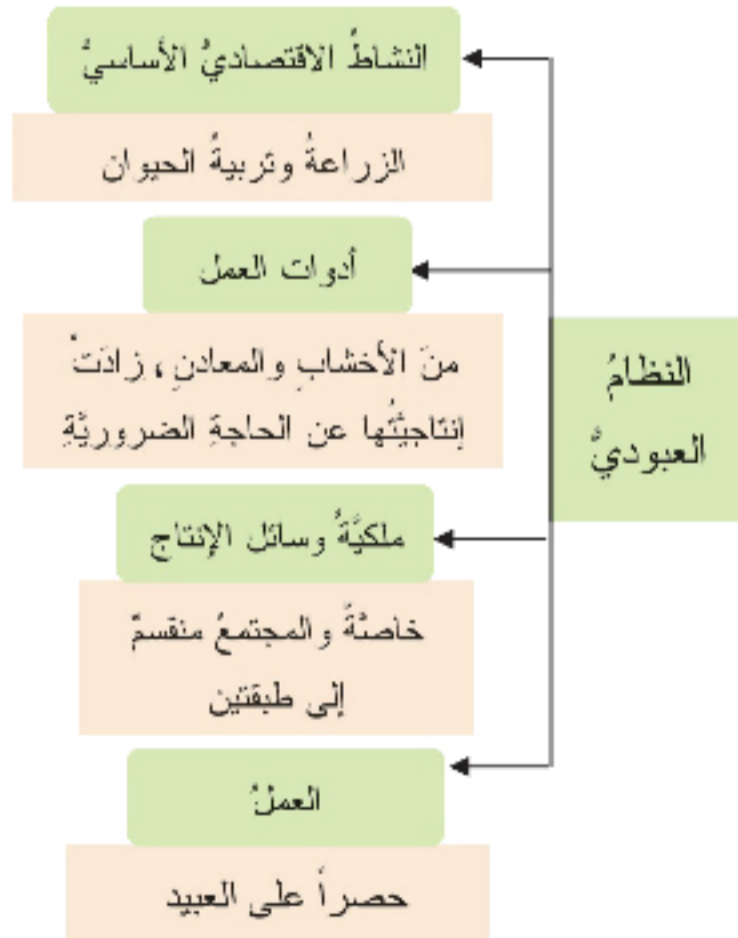 النظامُ
العبوديُّ
النشاطُ الاقتصاديُّ الأساسيُّ
الزراعةُ وتربيةُ الحيوان
أدوات العمل
منَ الأخشابِ والمعادنِ، زادَتْ
إنتاجيَّتُها عن الحاجةِ الضروريَّةِ
ملكيَّةُ وسائل الإنتاج
خاصَّةٌ والمجتمعُ منقسمٌ
إلى طبقتين
العملُ
حصراً على العبيد